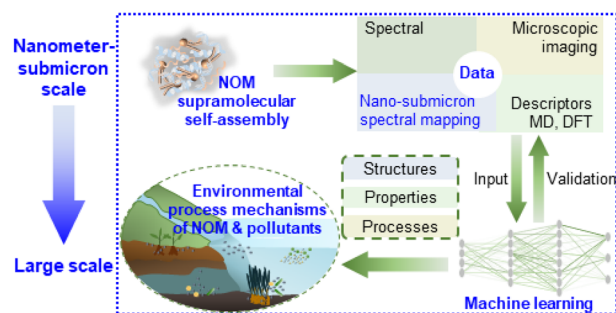 Nanometer-
submicron
scale
Large scale
NOM
supramolecular
self-assembly
Spectral
Microscopic
imaging
Data
Nano-submicron
spectral mapping
Descriptors
MD, DFT
Input
Validation
Structures
Properties
Processes
Environmental
process mechanisms
of NOM & pollutants
Machine learning